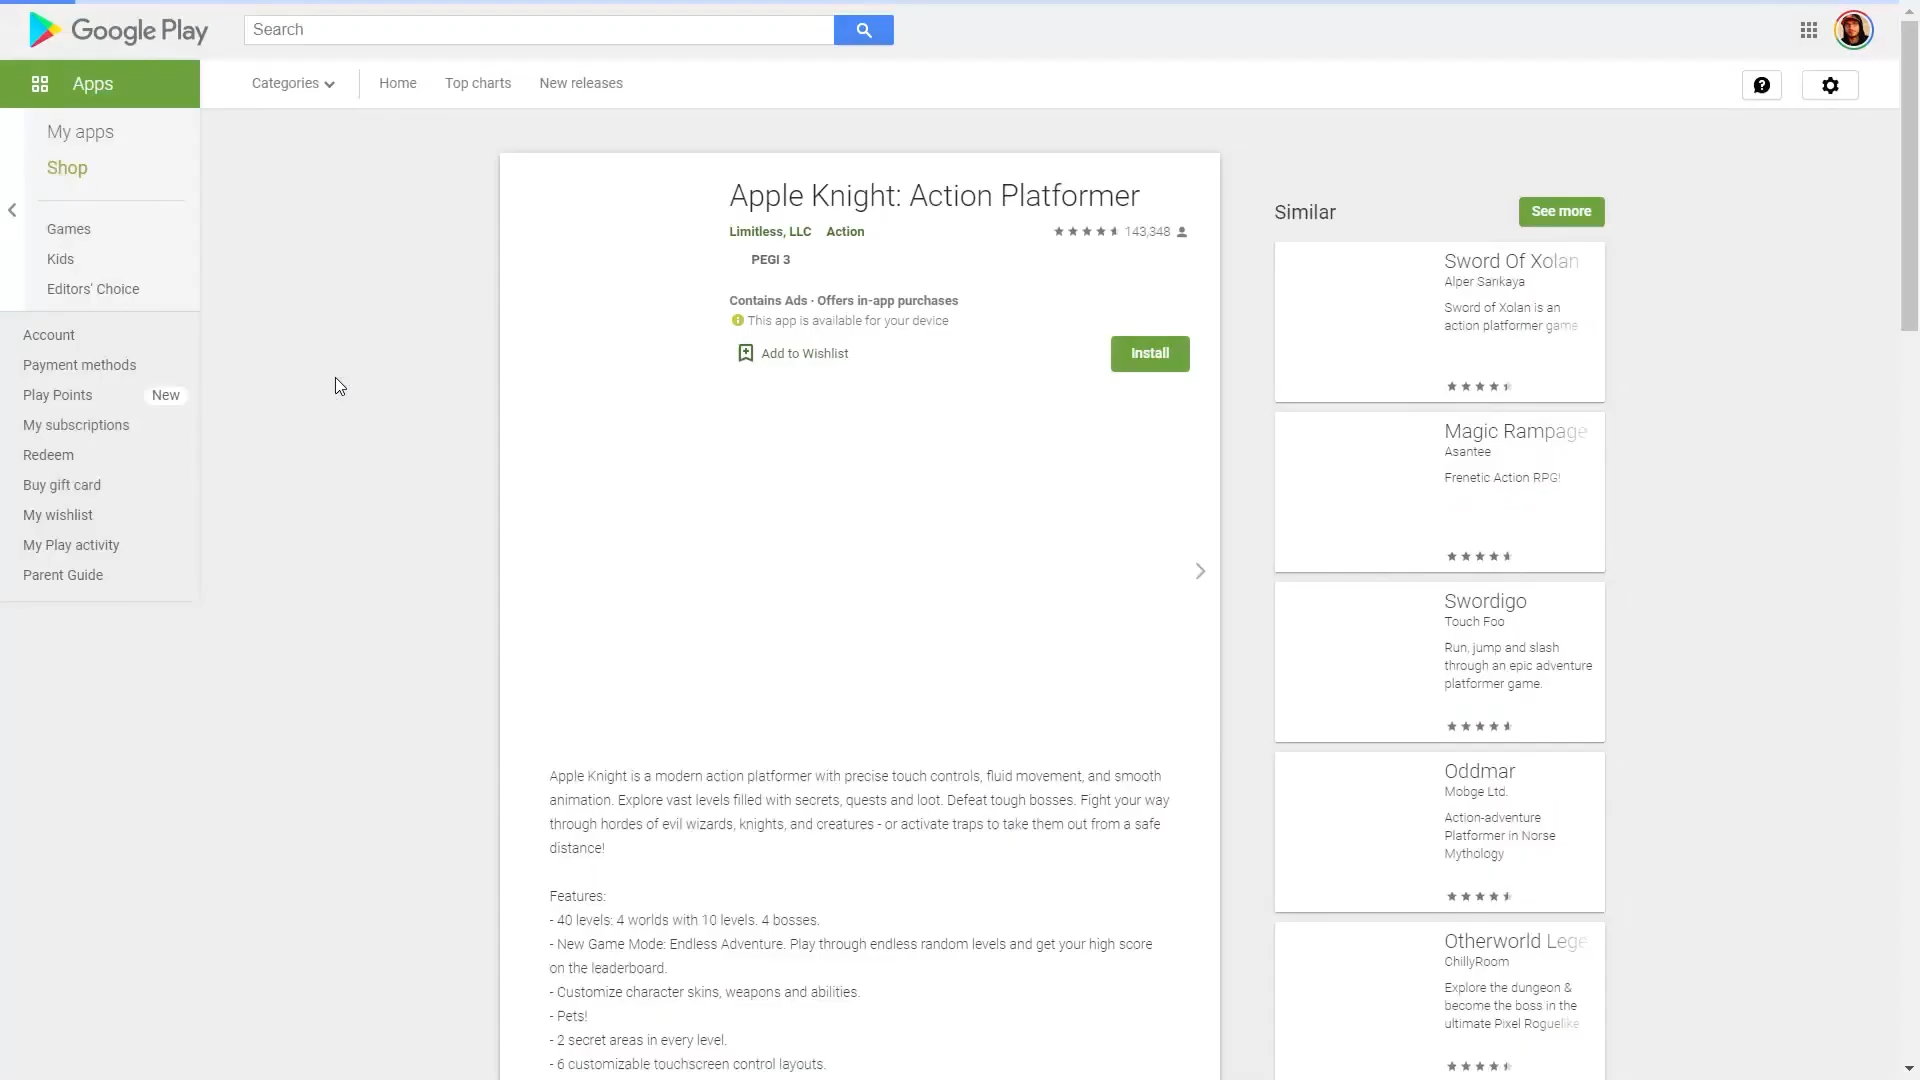 Google Play
Search
Apps
Categories
Home
Top charts
New releases
My apps
Shop
Games
Kids
Editors' Choice
Account
Payment methods
Play Points
New
My subscriptions
Redeem
Buy gift card
My wishlist
My Play activity
Parent Guide
Apple Knight: Action Platformer
Limitless, LLC Action
143,348
PEGI 3
Contains Ads · Offers in-app purchases
This app is available for your device
Add to Wishlist
Install
Apple Knight is a modern action platformer with precise touch controls, fluid movement, and smooth
animation. Explore vast levels filled with secrets, quests and loot. Defeat tough bosses. Fight your way
through hordes of evil wizards, knights, and creatures - or activate traps to take them out from a safe
distance!
Features:
- 40 levels: 4 worlds with 10 levels. 4 bosses.
- New Game Mode: Endless Adventure. Play through endless random levels and get your high score
on the leaderboard.
- Customize character skins, weapons and abilities.
- Pets!
- 2 secret areas in every level.
- 6 customizable touchscreen control layouts.
Similar
See more
Sword Of Xolan
Alper Sarıkaya
Sword of Xolan is an
action platformer game
Magic Rampage
Asantee
Frenetic Action RPG!
Swordigo
Touch Foo
Run, jump and slash
through an epic adventure
platformer game.
Oddmar
Mobge Ltd.
Action-adventure
Platformer in Norse
Mythology
Otherworld Lege
ChillyRoom
Explore the dungeon &
become the boss in the
ultimate Pixel Roguelike